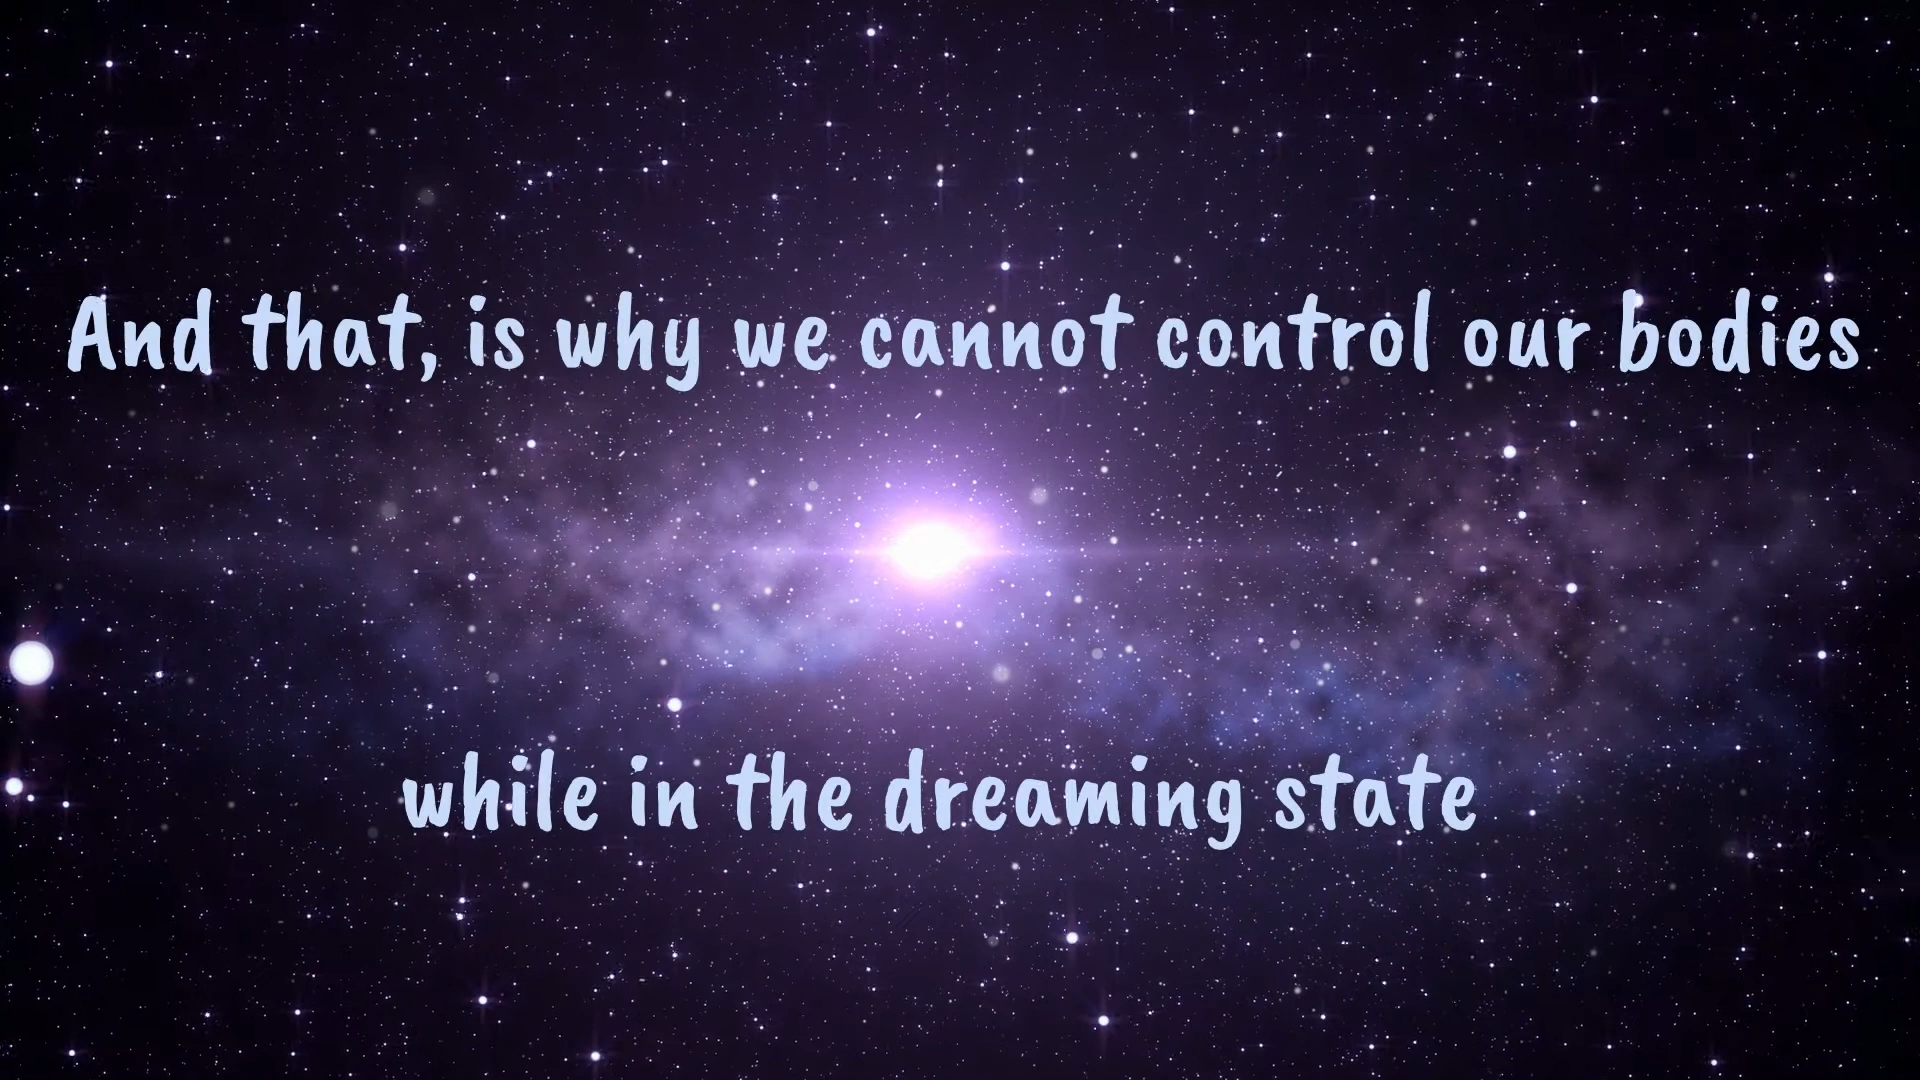 And that, is why we cannot control our bodies
while in the dreaming state